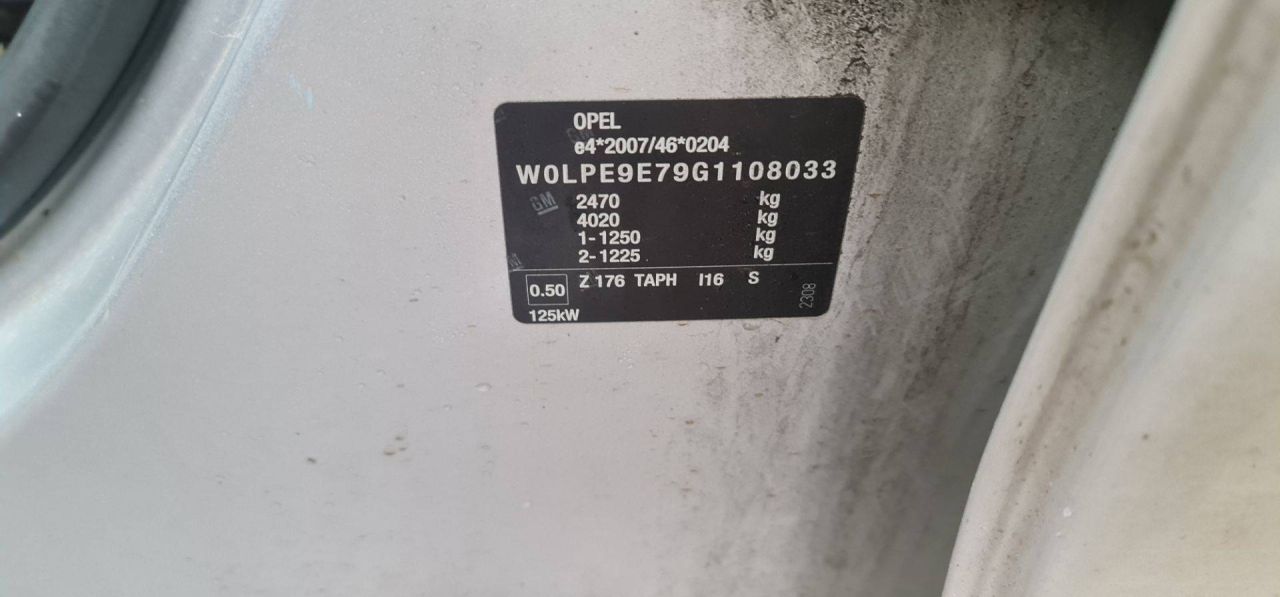 OPEL
e4*2007/46*0204
W0LPE9E79G1108033
GM
2470 kg
4020 kg
1-1250 kg
2-1225 kg
0.50 Z 176 TAPH I16 S
125kW
2308